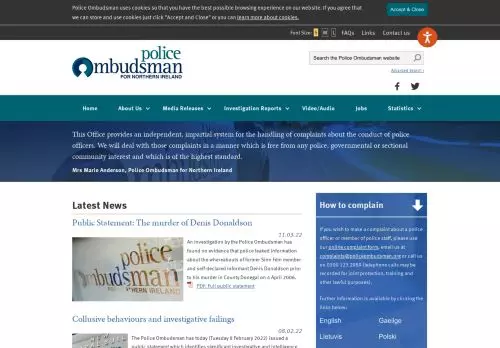 Police Ombudsman uses cookies so that you have the best possible browsing experience on our website. If you agree that
we can store and use cookies just click "Accept and Close" or you can learn more about cookies.
Accept & Close
Font Size: S M L FAQs Links Contact us
police
Ombudsman
FOR NORTHERN IRELAND
Search the Police Ombudsman website
Advanced search
Home About Us Media Releases Investigation Reports Video/Audio Jobs Statistics
This Office provides an independent, impartial system for the handling of complaints about the conduct of police
officers. We will deal with those complaints in a manner which is free from any police, governmental or sectional
community interest and which is of the highest standard.
Mrs Marie Anderson, Police Ombudsman for Northern Ireland
Latest News
Public Statement: The murder of Denis Donaldson
11.03.22
An investigation by the Police Ombudsman has
found no evidence that police leaked information
about the whereabouts of former Sinn Féin member
and self-declared informant Denis Donaldson prior
to his murder in County Donegal on 4 April 2006.
PDF Full public statement
police
ombudsman
FOR NORTHERN IRELAND
Collusive behaviours and investigative failings
08.02.22
The Police Ombudsman has today (Tuesday 8 February 2022) issued a
public statement which identifies significant investigative and intelligence
How to complain
If you wish to make a complaint about a police
officer or member of police staff, please use
our online complaint form, email us at
complaints@policeombudsman.org or call us
on 0300 123 2989 (telephone calls may be
recorded for joint protection, training and
other lawful purposes).
Further information is available by clicking the
links below:
English Gaeilge
Lietuvis Polski